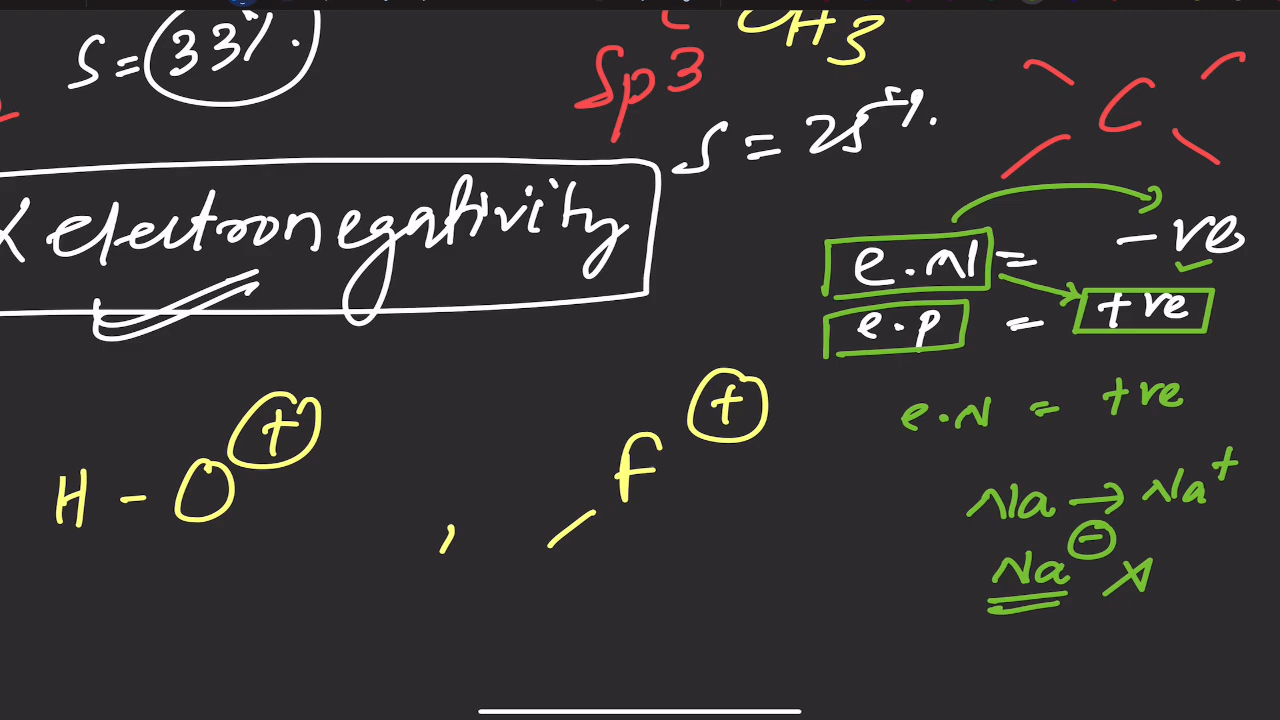 S = 33%.
CH3
Sp3
S = 25%.
C
∝ electronegativity
e.N = -ve
e.p = +ve
e.N = +ve
H - O +
, F +
Na → Na+
Na - X